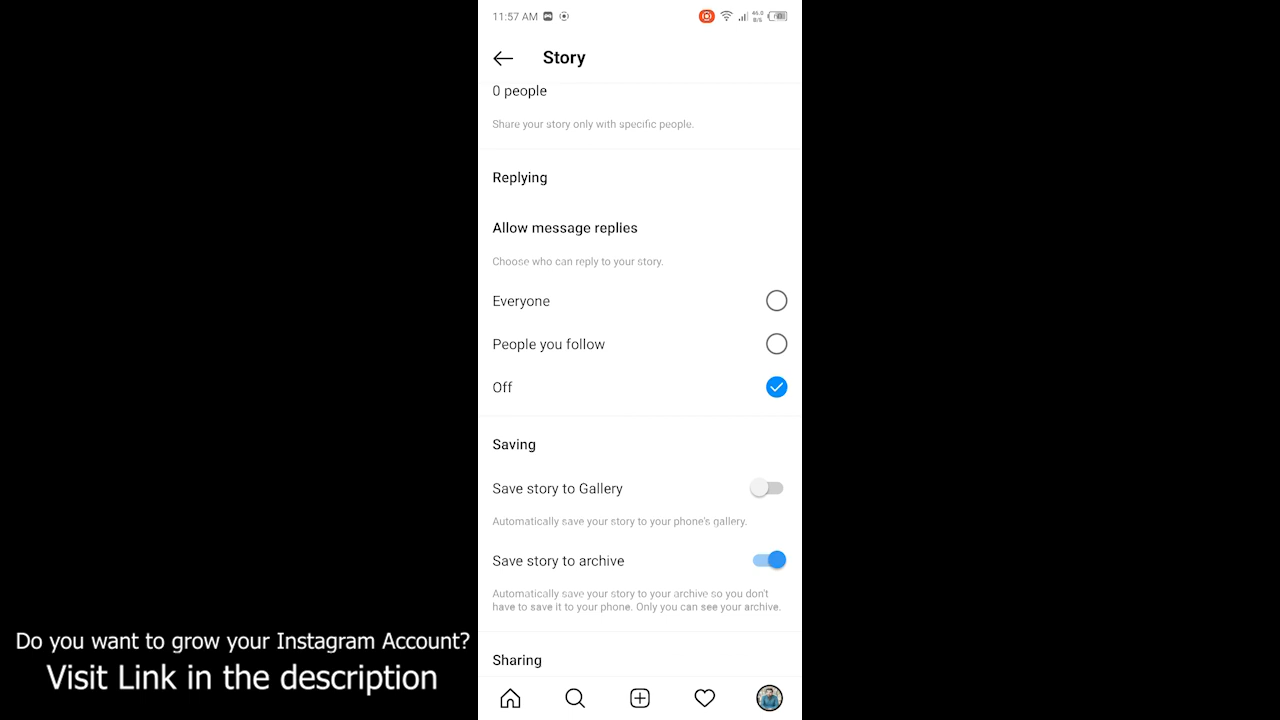 11:57 AM
46.0
B/S
Story
0 people
Share your story only with specific people.
Replying
Allow message replies
Choose who can reply to your story.
Everyone
People you follow
Off
Saving
Save story to Gallery
Automatically save your story to your phone's gallery.
Save story to archive
Automatically save your story to your archive so you don't
have to save it to your phone. Only you can see your archive.
Sharing
Do you want to grow your Instagram Account?
Visit Link in the description